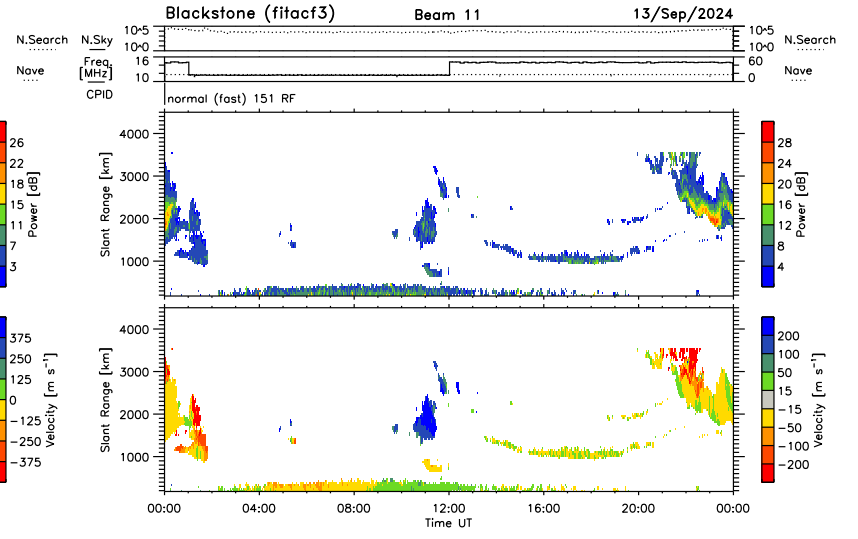 Blackstone (fitacf3) Beam 11 13/Sep/2024
N.Search N.Sky 10^5 10^0 10^5 10^0 N.Search
Nave Freq. [MHz] 16 10 60 0 Nave
CPID normal (fast) 151 RF
26 22 18 15 11 7 3
Power [dB]
Slant Range [km]
4000 3000 2000 1000
28 24 20 16 12 8 4
Power [dB]
375 250 125 0 -125 -250 -375
Velocity [m s⁻¹]
Slant Range [km]
4000 3000 2000 1000
200 100 50 15 -15 -50 -100 -200
Velocity [m s⁻¹]
00:00 04:00 08:00 12:00 16:00 20:00 00:00
Time UT